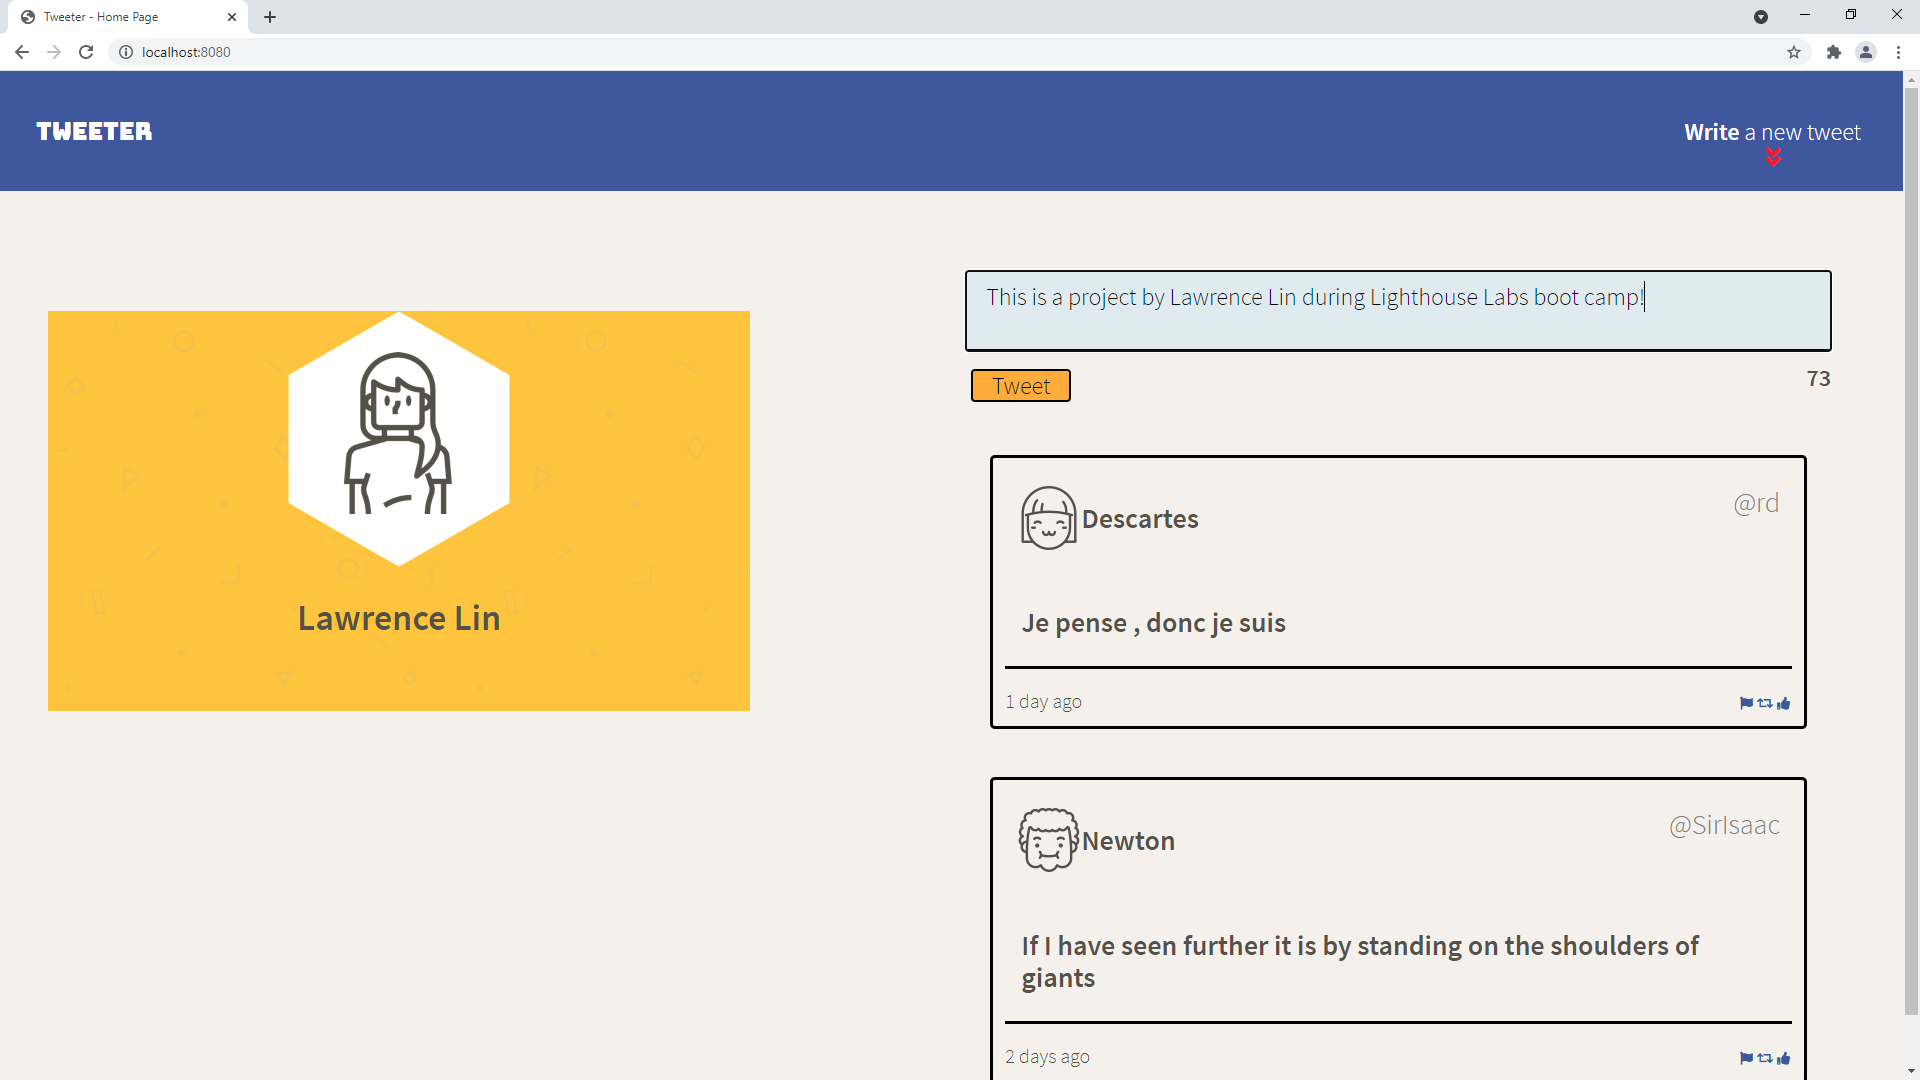 Tweeter - Home Page
localhost:8080
TWEETER
Write a new tweet
Lawrence Lin
This is a project by Lawrence Lin during Lighthouse Labs boot camp!
Tweet
73
Descartes
@rd
Je pense , donc je suis
1 day ago
Newton
@SirIsaac
If I have seen further it is by standing on the shoulders of
giants
2 days ago